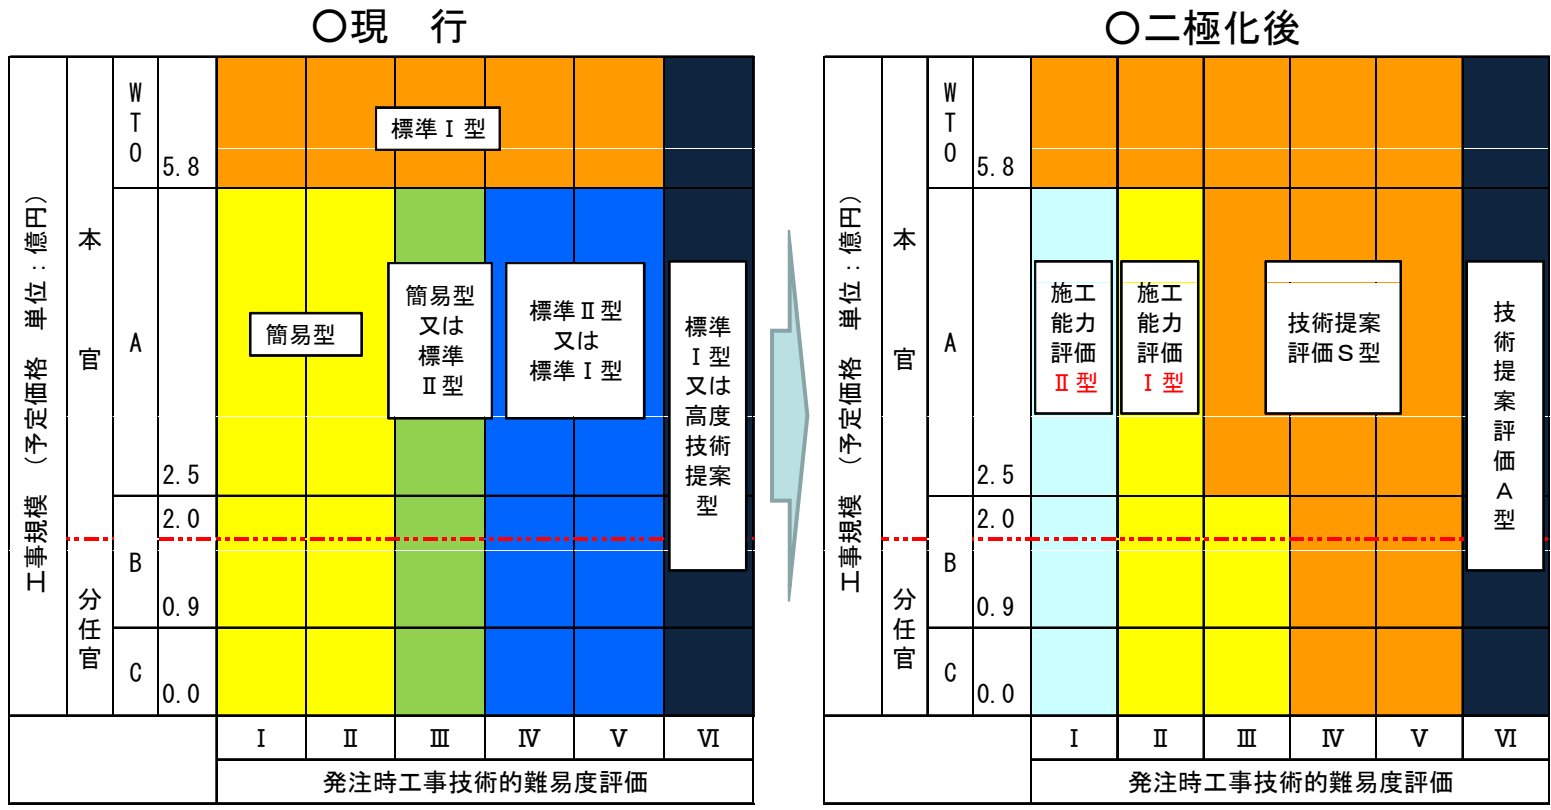 〇現　行
工事規模　（予定価格　単位：億円）
本　官
分任官
WTO
A
B
C
5.8
2.5
2.0
0.9
0.0
標準Ⅰ型
簡易型
簡易型
又は
標準
Ⅱ型
標準Ⅱ型
又は
標準Ⅰ型
標準
Ⅰ型
又は
高度
技術
提案
型
Ⅰ Ⅱ Ⅲ Ⅳ Ⅴ Ⅵ
発注時工事技術的難易度評価
〇二極化後
工事規模　（予定価格　単位：億円）
本　官
分任官
WTO
A
B
C
5.8
2.5
2.0
0.9
0.0
施工
能力
評価
Ⅱ型
施工
能力
評価
Ⅰ型
技術提案
評価Ｓ型
技術提案評価Ａ型
Ⅰ Ⅱ Ⅲ Ⅳ Ⅴ Ⅵ
発注時工事技術的難易度評価